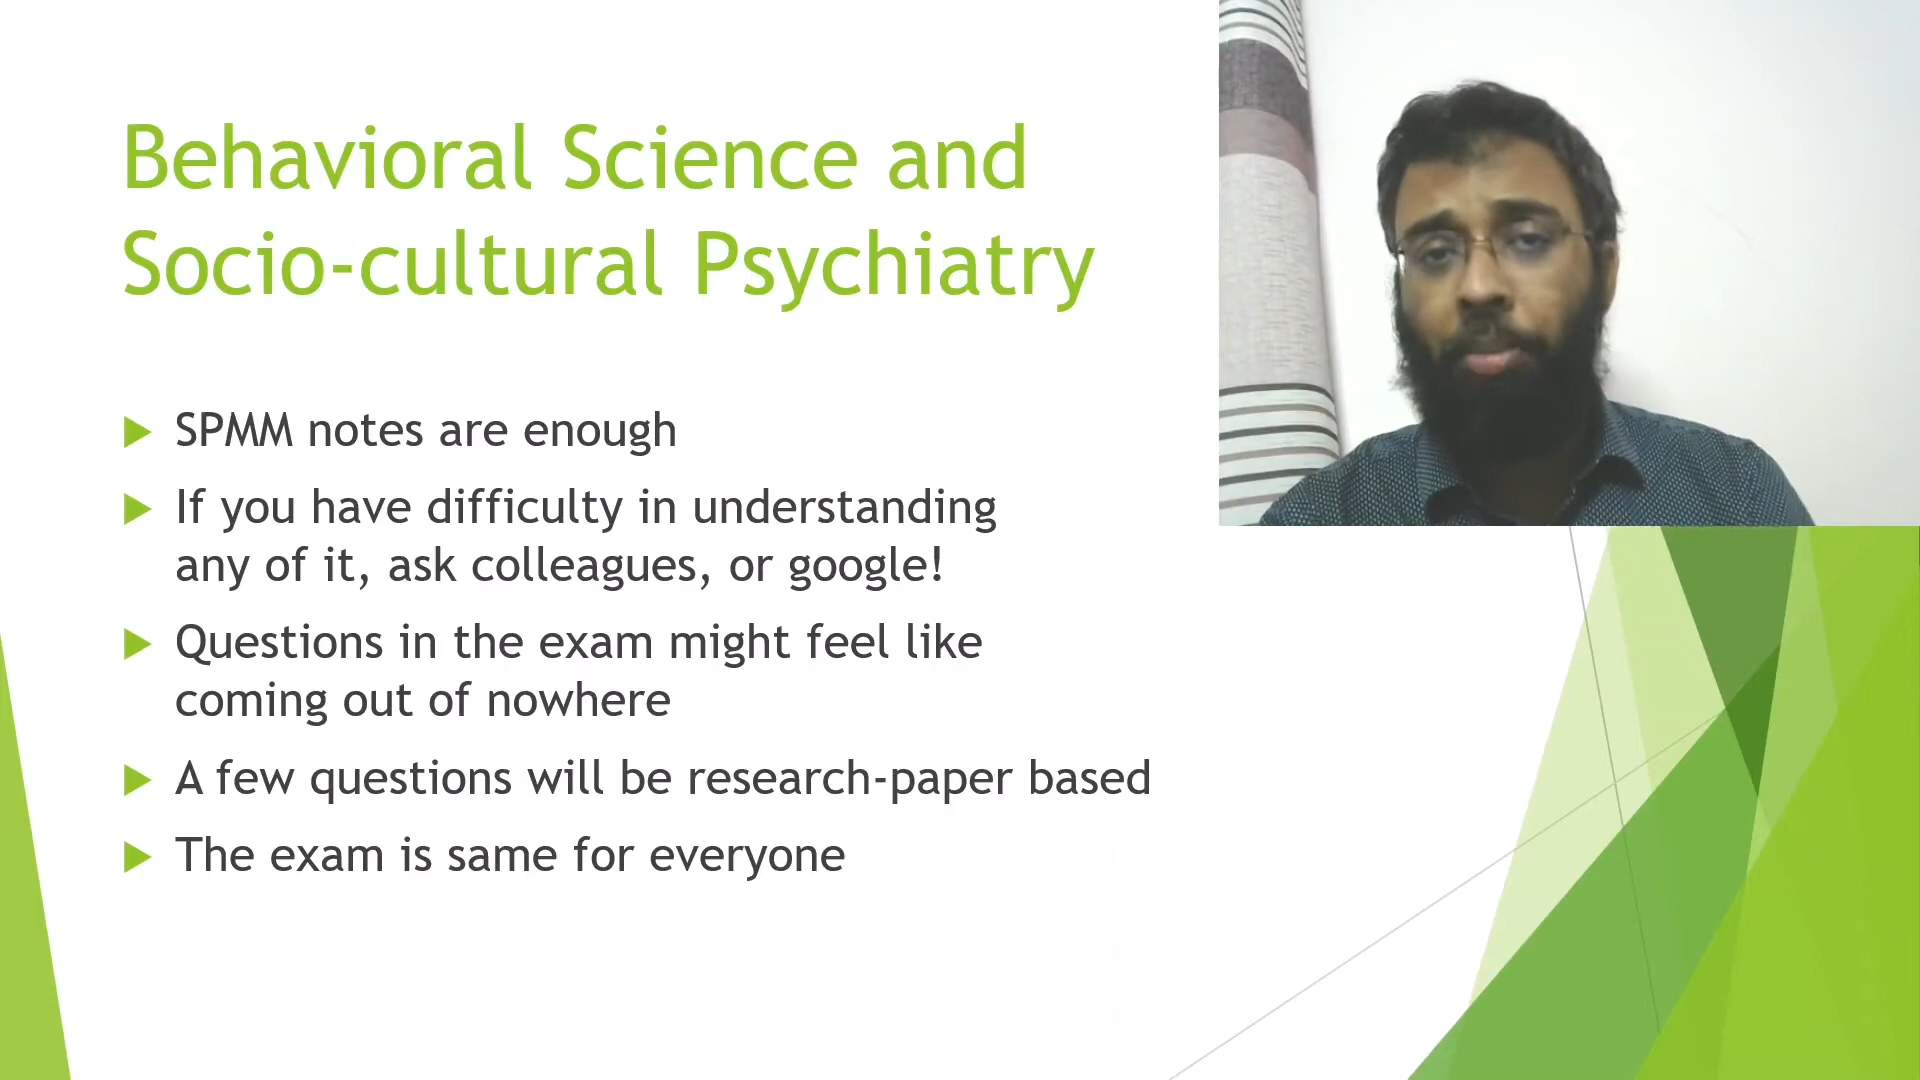 Behavioral Science and
Socio-cultural Psychiatry
SPMM notes are enough
If you have difficulty in understanding
any of it, ask colleagues, or google!
Questions in the exam might feel like
coming out of nowhere
A few questions will be research-paper based
The exam is same for everyone